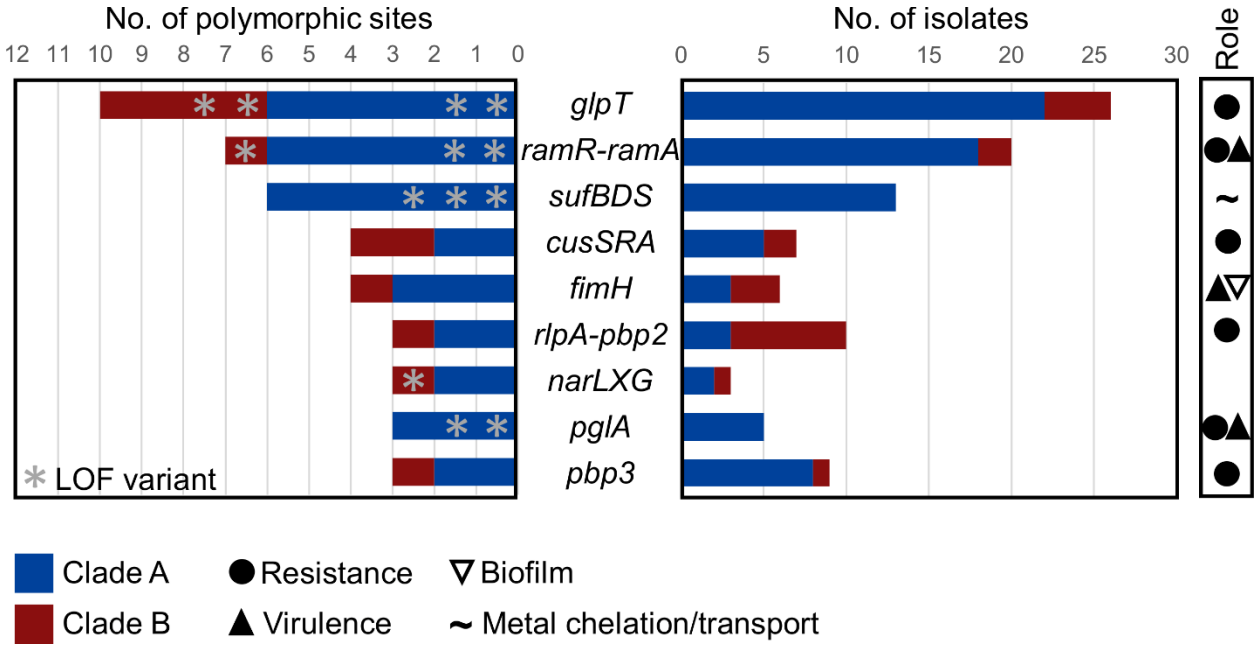 No. of polymorphic sites No. of isolates Role
12 11 10 9 8 7 6 5 4 3 2 1 0 0 5 10 15 20 25 30
glpT
ramR-ramA
sufBDS
~
cusSRA
fimH
rlpA-pbp2
narLXG
pglA
* LOF variant pbp3
Clade A Resistance Biofilm
Clade B Virulence ~ Metal chelation/transport